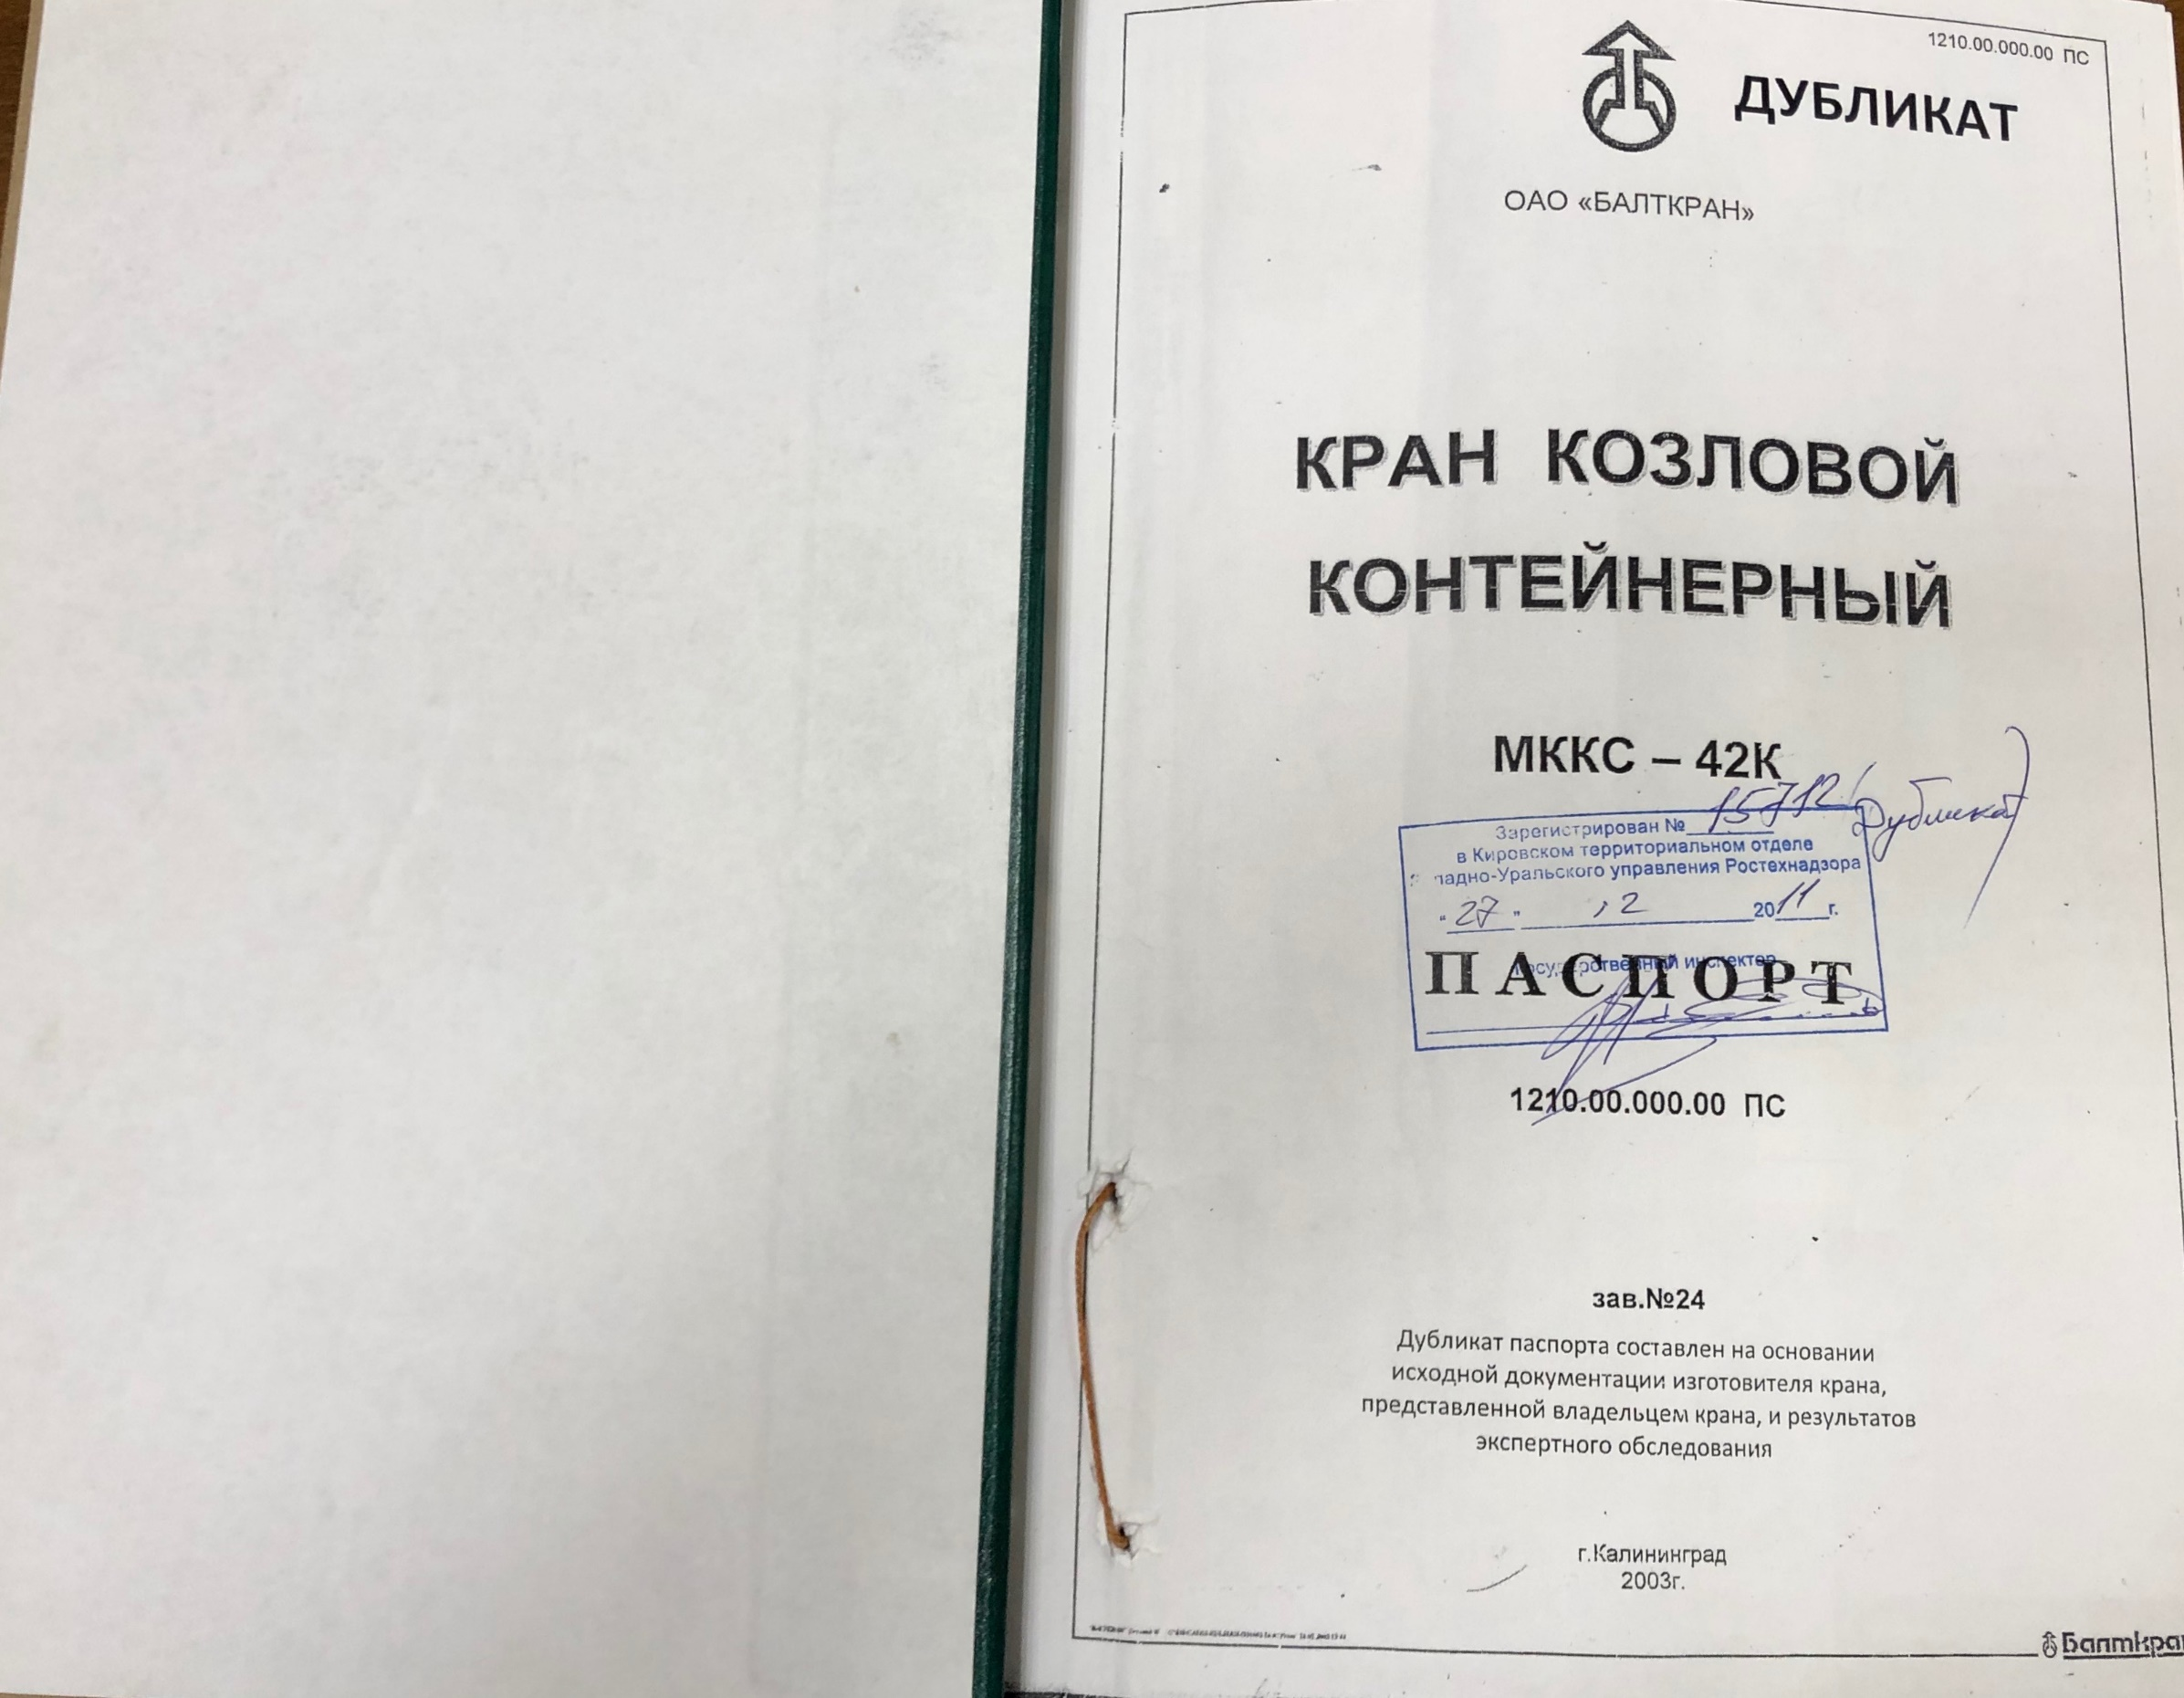 1210.00.000.00 ПС
ДУБЛИКАТ
ОАО «БАЛТКРАН»
КРАН КОЗЛОВОЙ
КОНТЕЙНЕРНЫЙ
МККС – 42К
Зарегистрирован № 15712 (Дубликат)
в Кировском территориальном отделе
падно-Уральского управления Ростехнадзора
"27" 12 2011 г.
Государственный инспектор
ПАСПОРТ
1210.00.000.00 ПС
зав.№24
Дубликат паспорта составлен на основании
исходной документации изготовителя крана,
представленной владельцем крана, и результатов
экспертного обследования
г.Калининград
2003г.
Балткра